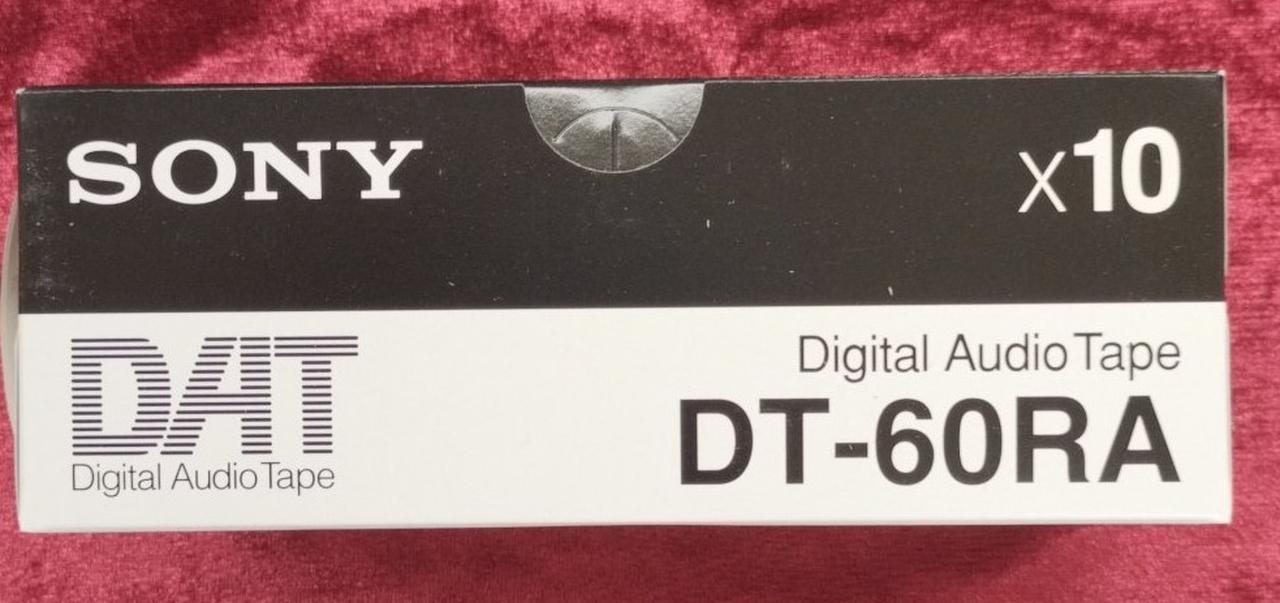 SONY
x10
DAT
Digital Audio Tape
Digital Audio Tape
DT-60RA